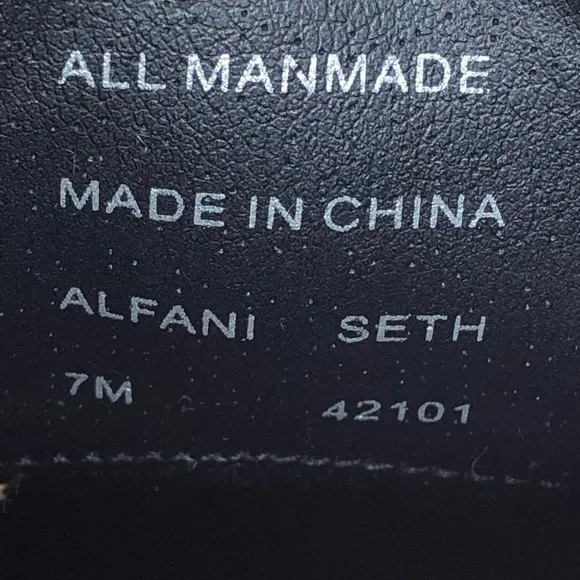 ALL MANMADE
MADE IN CHINA
ALFANI SETH
7M 42101